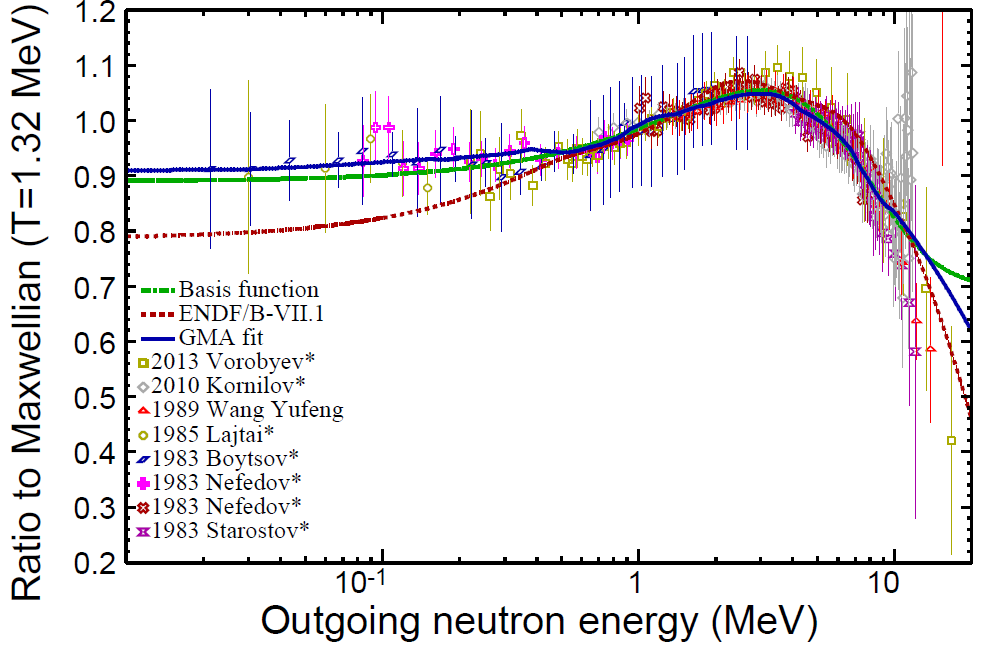 Ratio to Maxwellian (T=1.32 MeV)
1.2
1.1
1.0
0.9
0.8
0.7
0.6
0.5
0.4
0.3
0.2
Basis function
ENDF/B-VII.1
GMA fit
2013 Vorobyev*
2010 Kornilov*
1989 Wang Yufeng
1985 Lajtai*
1983 Boytsov*
1983 Nefedov*
1983 Nefedov*
1983 Starostov*
10⁻¹ 1 10
Outgoing neutron energy (MeV)